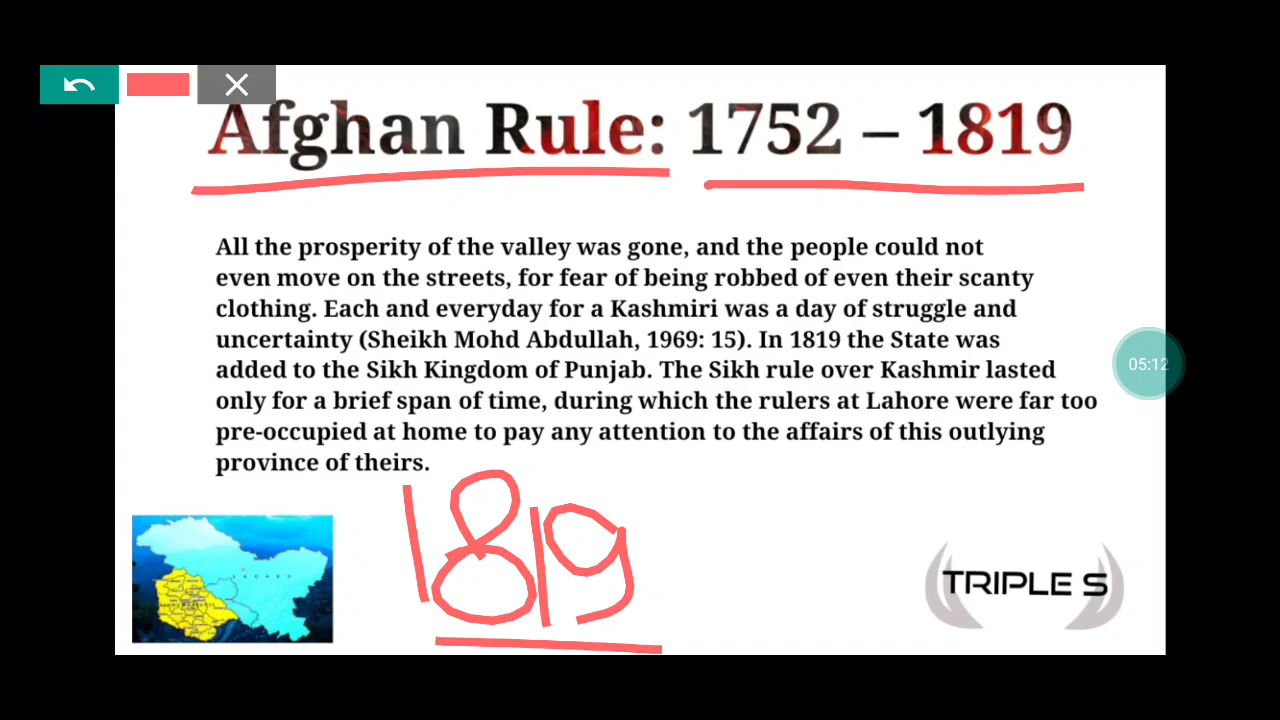 Afghan Rule: 1752 – 1819
All the prosperity of the valley was gone, and the people could not
even move on the streets, for fear of being robbed of even their scanty
clothing. Each and everyday for a Kashmiri was a day of struggle and
uncertainty (Sheikh Mohd Abdullah, 1969: 15). In 1819 the State was
added to the Sikh Kingdom of Punjab. The Sikh rule over Kashmir lasted
05:12
only for a brief span of time, during which the rulers at Lahore were far too
pre-occupied at home to pay any attention to the affairs of this outlying
province of theirs.
1819
TRIPLE S